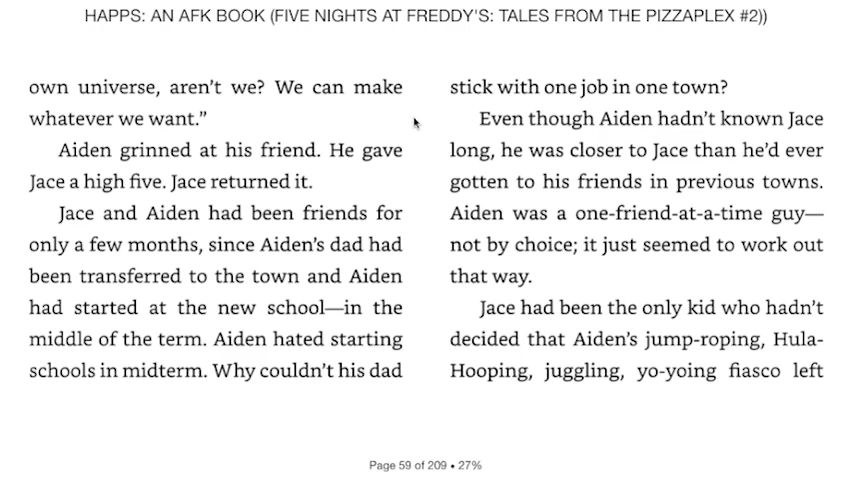 HAPPS: AN AFK BOOK (FIVE NIGHTS AT FREDDY'S: TALES FROM THE PIZZAPLEX #2))
own universe, aren’t we? We can make
whatever we want.”
Aiden grinned at his friend. He gave
Jace a high five. Jace returned it.
Jace and Aiden had been friends for
only a few months, since Aiden’s dad had
been transferred to the town and Aiden
had started at the new school—in the
middle of the term. Aiden hated starting
schools in midterm. Why couldn’t his dad
stick with one job in one town?
Even though Aiden hadn’t known Jace
long, he was closer to Jace than he’d ever
gotten to his friends in previous towns.
Aiden was a one-friend-at-a-time guy—
not by choice; it just seemed to work out
that way.
Jace had been the only kid who hadn’t
decided that Aiden’s jump-roping, Hula-
Hooping, juggling, yo-yoing fiasco left
Page 59 of 209 • 27%